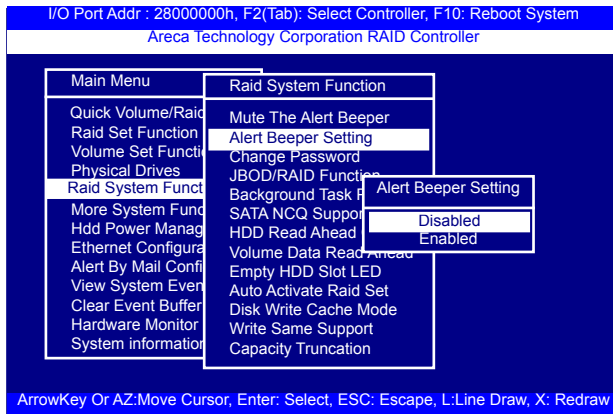 I/O Port Addr : 28000000h, F2(Tab): Select Controller, F10: Reboot System
Areca Technology Corporation RAID Controller
Main Menu
Quick Volume/Raid
Raid Set Function
Volume Set Functi
Physical Drives
Raid System Funct
More System Func
Hdd Power Manag
Ethernet Configura
Alert By Mail Confi
View System Even
Clear Event Buffer
Hardware Monitor
System information
Raid System Function
Mute The Alert Beeper
Alert Beeper Setting
Change Password
JBOD/RAID Function
Background Task P
SATA NCQ Suppor
HDD Read Ahead
Volume Data Read Ahead
Empty HDD Slot LED
Auto Activate Raid Set
Disk Write Cache Mode
Write Same Support
Capacity Truncation
Alert Beeper Setting
Disabled
Enabled
ArrowKey Or AZ:Move Cursor, Enter: Select, ESC: Escape, L:Line Draw, X: Redraw